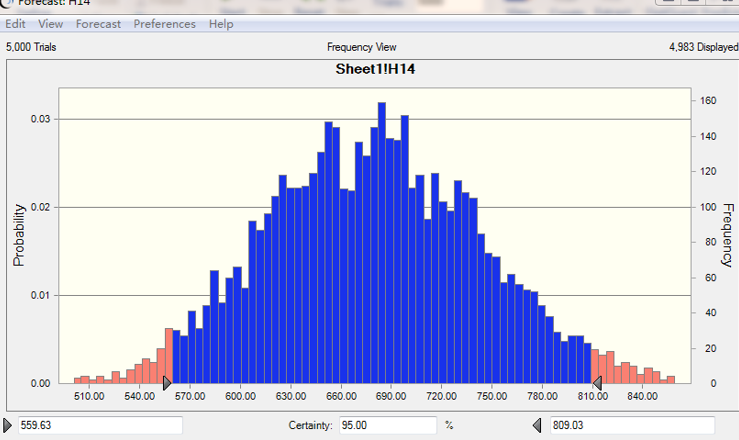 Forecast: H14
Edit View Forecast Preferences Help
5,000 Trials Frequency View 4,983 Displayed
Sheet1!H14
Probability
0.03
0.02
0.01
0.00
Frequency
160
140
120
100
80
60
40
20
0
510.00 540.00 570.00 600.00 630.00 660.00 690.00 720.00 750.00 780.00 810.00 840.00
559.63 Certainty: 95.00 % 809.03